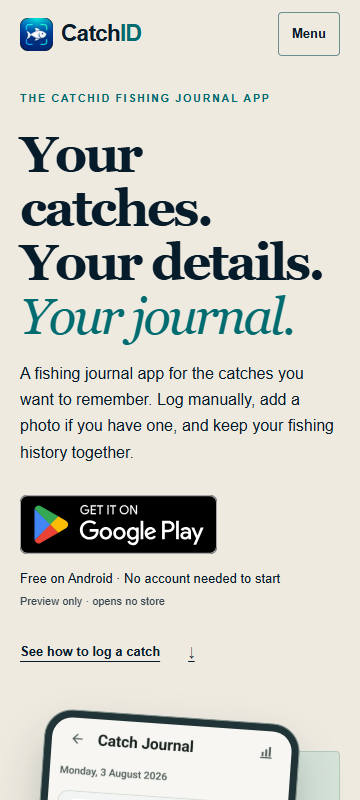 CatchID
Menu
THE CATCHID FISHING JOURNAL APP
Your
catches.
Your details.
Your journal.
A fishing journal app for the catches you
want to remember. Log manually, add a
photo if you have one, and keep your fishing
history together.
GET IT ON
Google Play
Free on Android · No account needed to start
Preview only · opens no store
See how to log a catch ↓
← Catch Journal
Monday, 3 August 2026